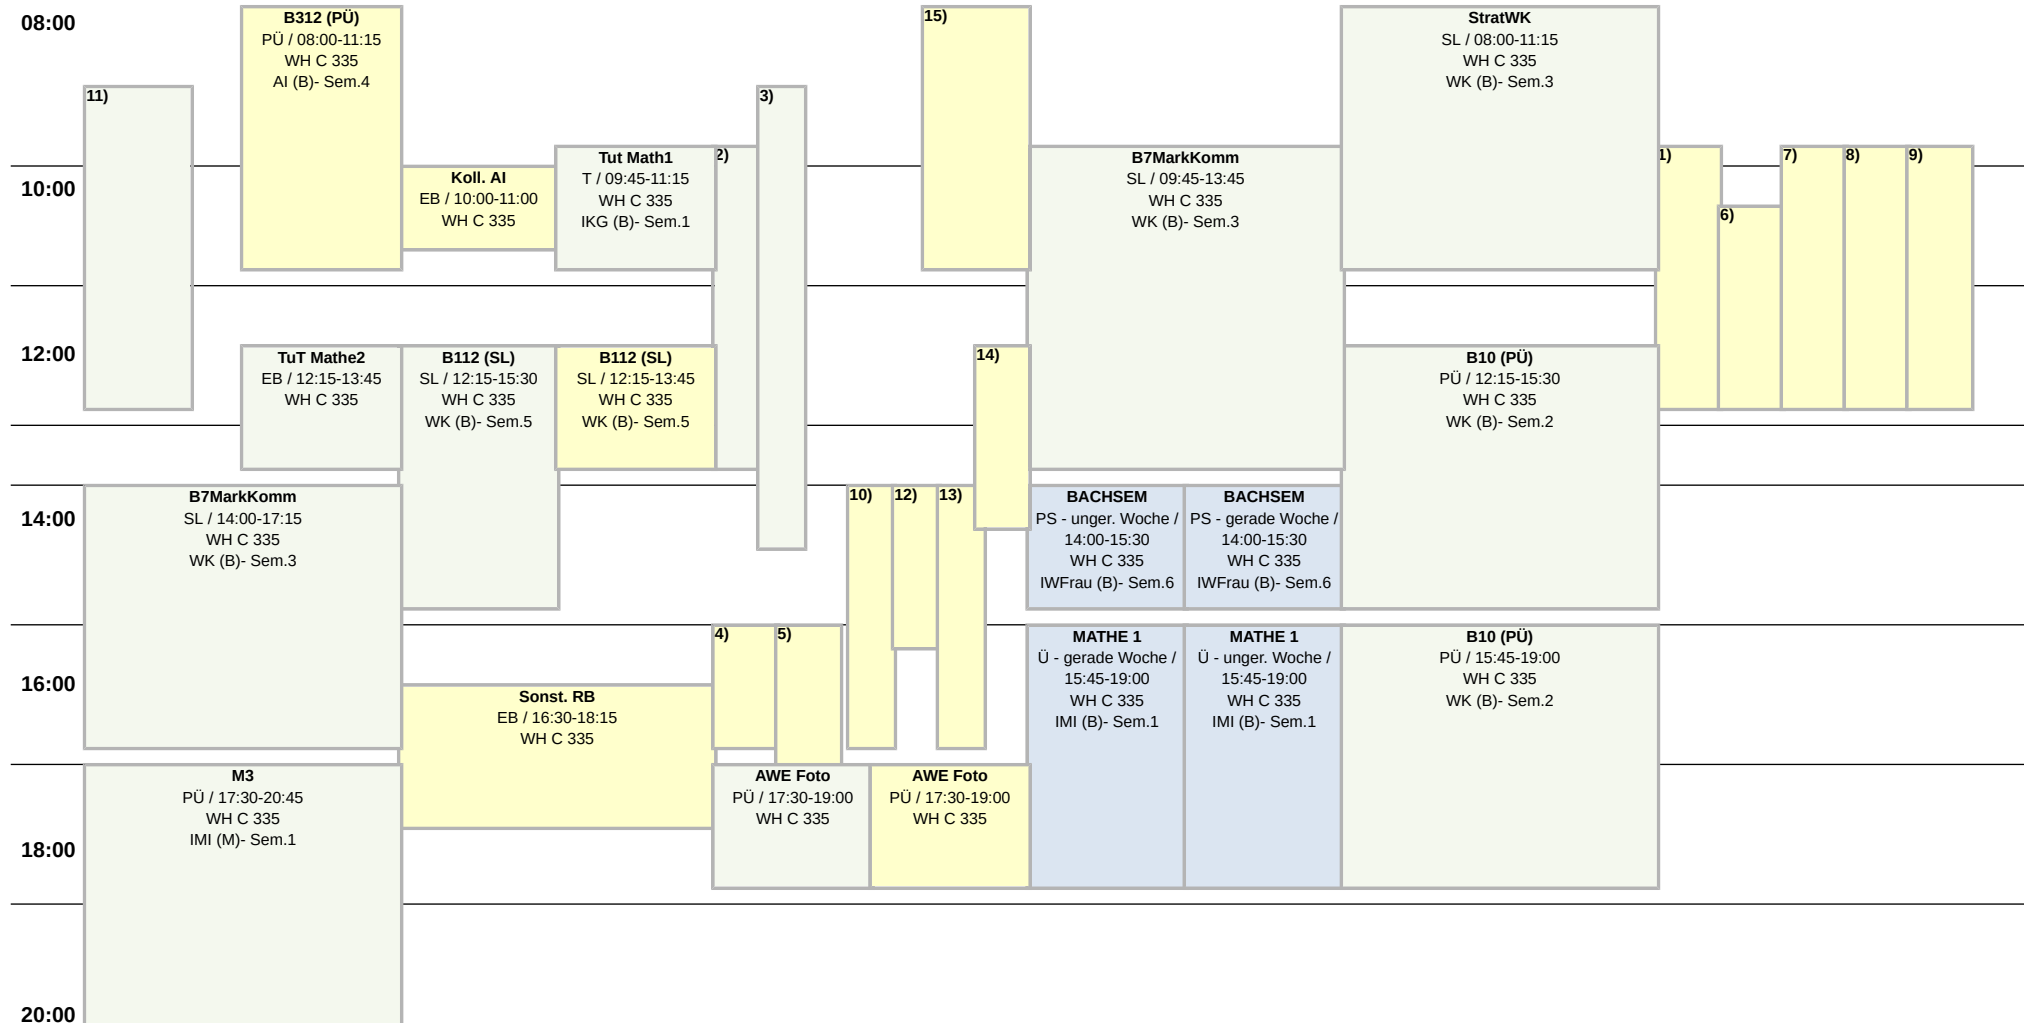 08:00
B312 (PÜ)
PÜ / 08:00-11:15
WH C 335
AI (B)- Sem.4
15)
StratWK
SL / 08:00-11:15
WH C 335
WK (B)- Sem.3
11)
3)
10:00
Koll. AI
EB / 10:00-11:00
WH C 335
Tut Math1
T / 09:45-11:15
WH C 335
IKG (B)- Sem.1
2)
B7MarkKomm
SL / 09:45-13:45
WH C 335
WK (B)- Sem.3
1)
6)
7)
8)
9)
12:00
TuT Mathe2
EB / 12:15-13:45
WH C 335
B112 (SL)
SL / 12:15-15:30
WH C 335
WK (B)- Sem.5
B112 (SL)
SL / 12:15-13:45
WH C 335
WK (B)- Sem.5
14)
B10 (PÜ)
PÜ / 12:15-15:30
WH C 335
WK (B)- Sem.2
14:00
B7MarkKomm
SL / 14:00-17:15
WH C 335
WK (B)- Sem.3
10)
12)
13)
BACHSEM
PS - unger. Woche /
14:00-15:30
WH C 335
IWFrau (B)- Sem.6
BACHSEM
PS - gerade Woche /
14:00-15:30
WH C 335
IWFrau (B)- Sem.6
16:00
Sonst. RB
EB / 16:30-18:15
WH C 335
4)
5)
MATHE 1
Ü - gerade Woche /
15:45-19:00
WH C 335
IMI (B)- Sem.1
MATHE 1
Ü - unger. Woche /
15:45-19:00
WH C 335
IMI (B)- Sem.1
B10 (PÜ)
PÜ / 15:45-19:00
WH C 335
WK (B)- Sem.2
18:00
M3
PÜ / 17:30-20:45
WH C 335
IMI (M)- Sem.1
AWE Foto
PÜ / 17:30-19:00
WH C 335
AWE Foto
PÜ / 17:30-19:00
WH C 335
20:00